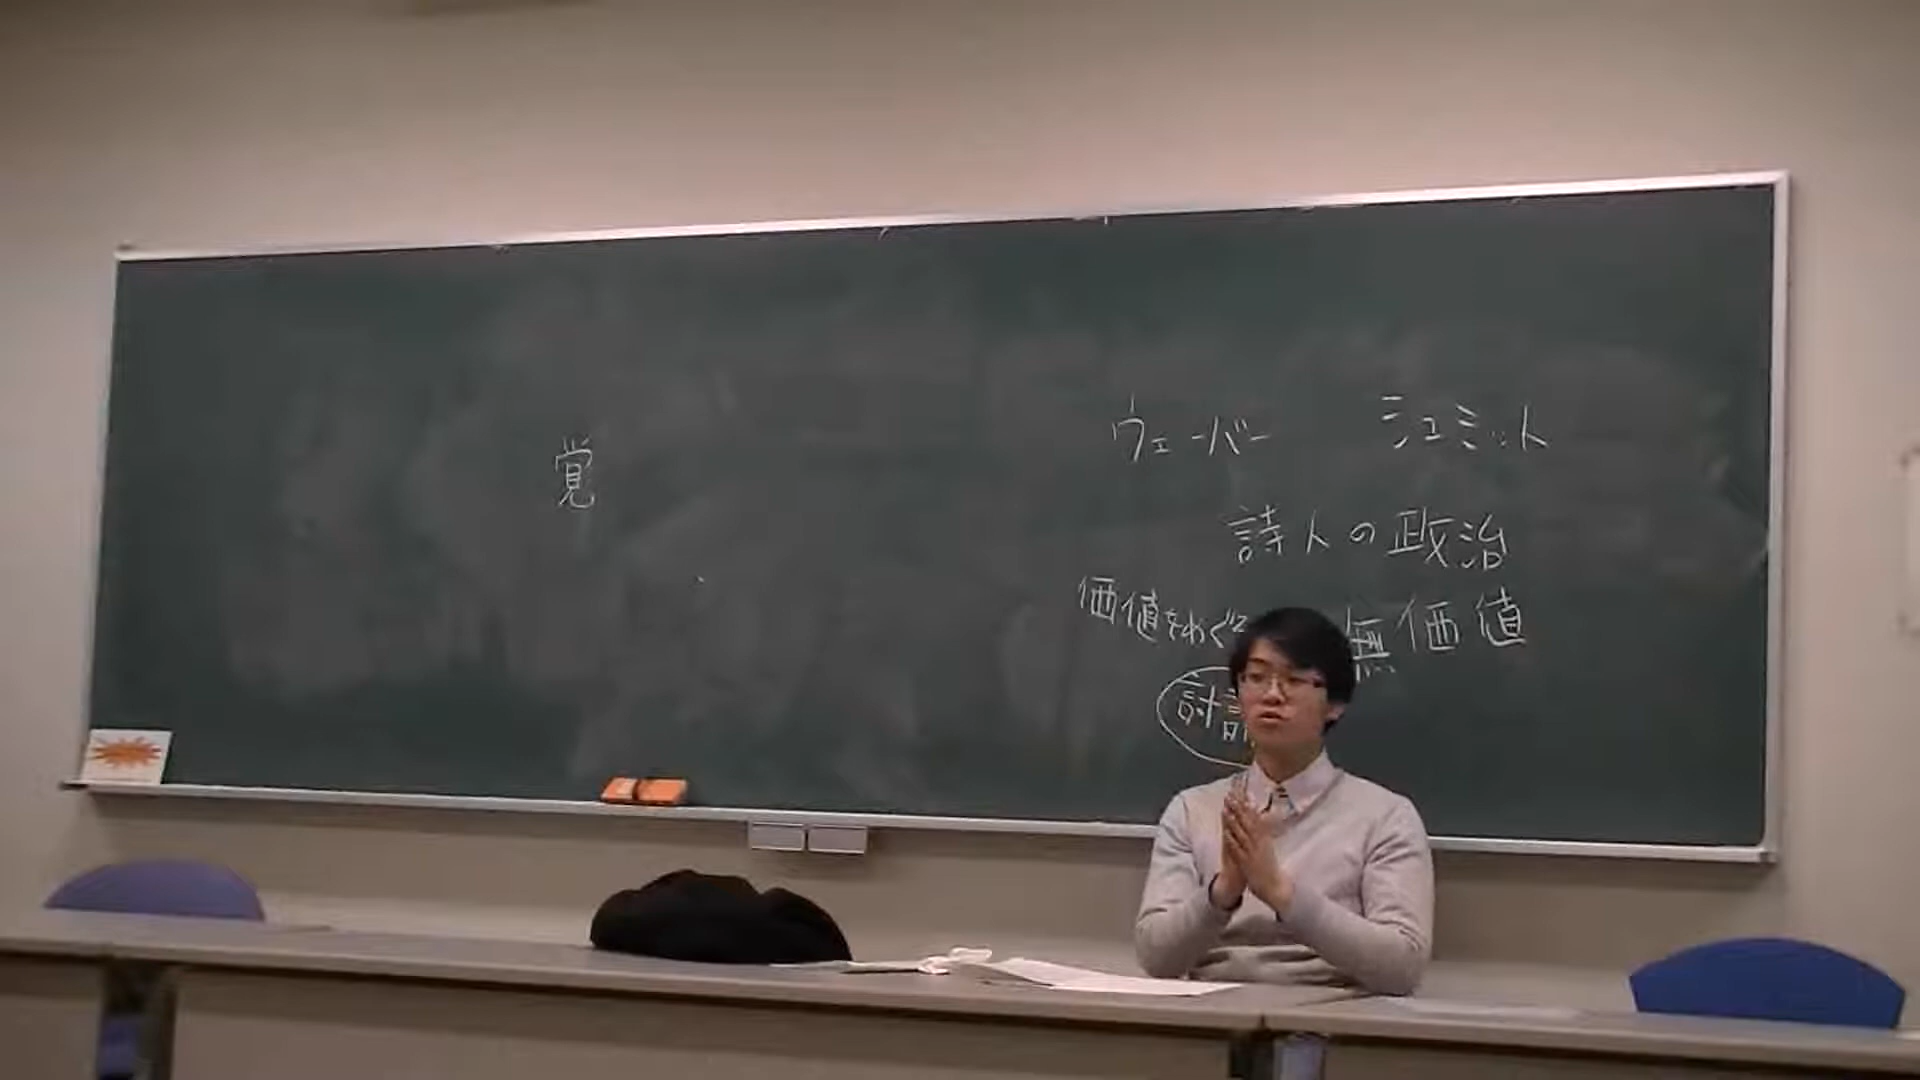 覚
ウェーバー シュミット
詩人の政治
価値をめぐ 無価値
討